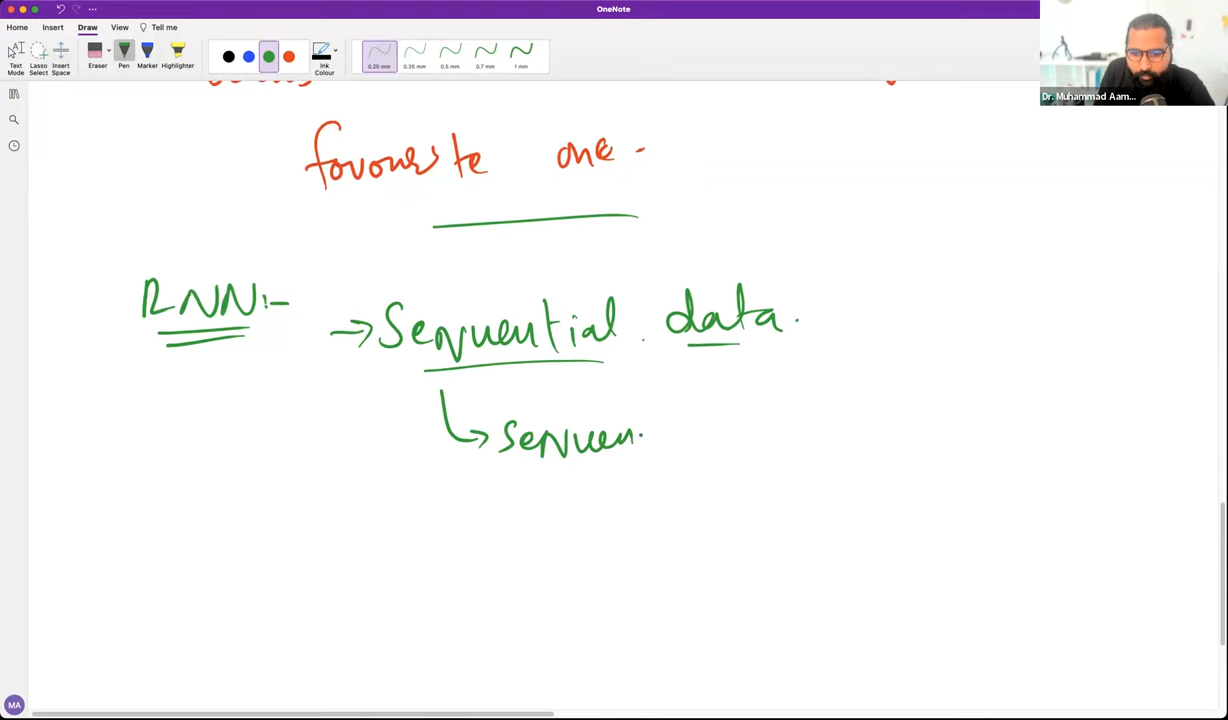 OneNote
Home Insert Draw View Tell me
Text Mode Lasso Select Insert Space Eraser Pen Marker Highlighter Ink Colour 0.25 mm 0.35 mm 0.5 mm 0.7 mm 1 mm
Dr. Muhammad Aam...
favourite one.
RNN:-
→ Sequential data.
↳ sequen
MA